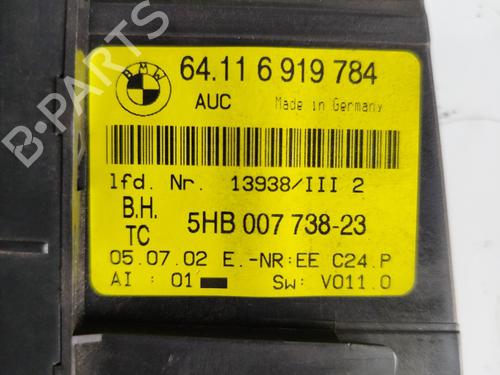 BMW
64.11 6 919 784
AUC Made in Germany
lfd. Nr. 13938/III 2
B.H.
TC
5HB 007 738-23
05.07.02 E.-NR:EE C24.P
AI : 01 Sw: V011.0
B-PARTS